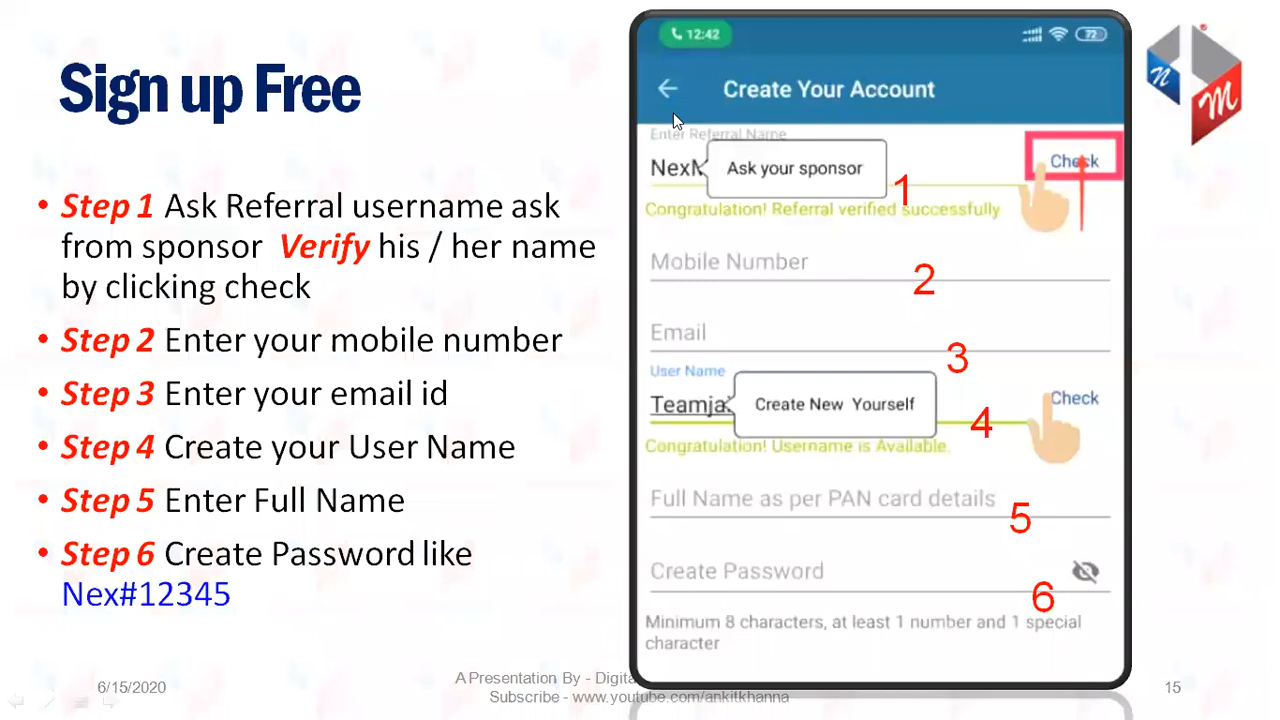 Sign up Free
• Step 1 Ask Referral username ask
from sponsor Verify his / her name
by clicking check
• Step 2 Enter your mobile number
• Step 3 Enter your email id
• Step 4 Create your User Name
• Step 5 Enter Full Name
• Step 6 Create Password like
Nex#12345
12:42
72
Create Your Account
Enter Referral Name
Ask your sponsor
Check
1
Congratulation! Referral verified successfully
Mobile Number
2
Email
3
User Name
Teamja
Create New Yourself
Check
4
Congratulation! Username is Available.
Full Name as per PAN card details
5
Create Password
6
Minimum 8 characters, at least 1 number and 1 special
character
n
M
6/15/2020
A Presentation By - Digita
Subscribe - www.youtube.com/ankitkhanna
15